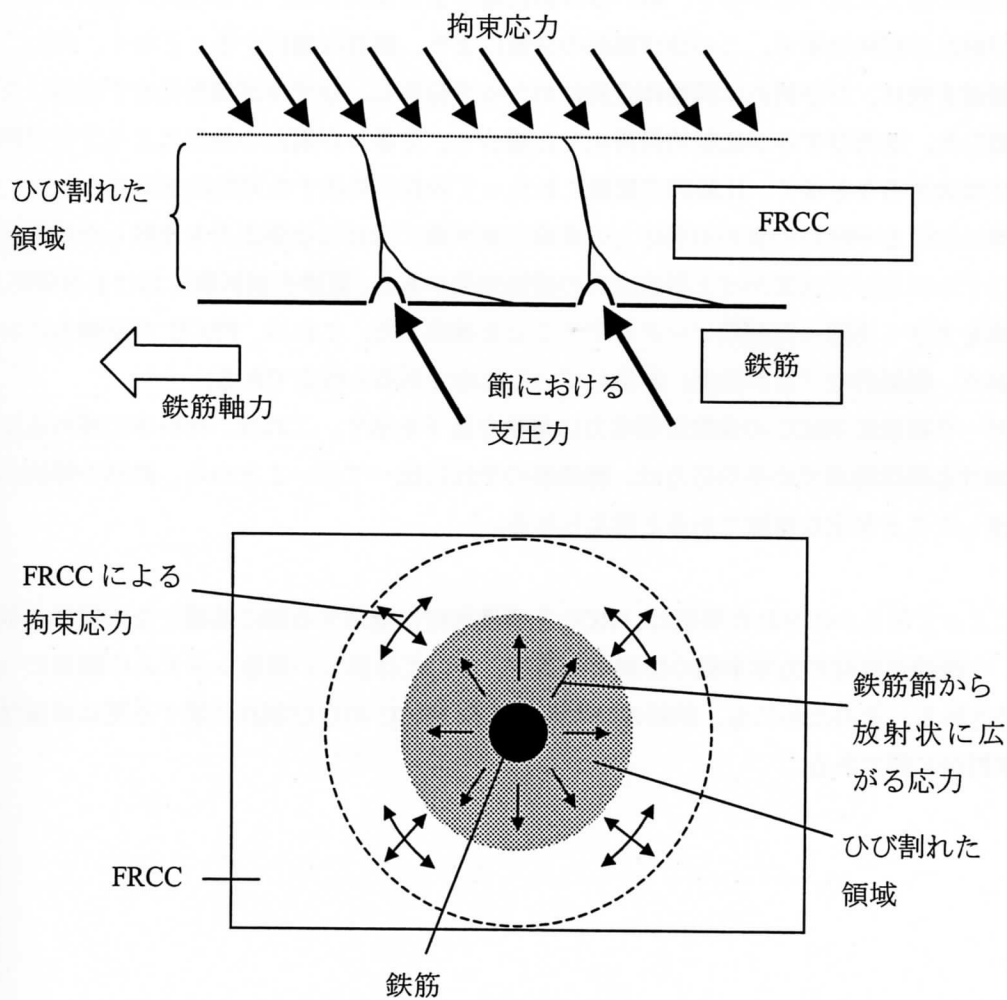 拘束応力
ひび割れた
領域
FRCC
鉄筋
鉄筋軸力
節における
支圧力
FRCC による
拘束応力
鉄筋節から
放射状に広
がる応力
ひび割れた
領域
FRCC
鉄筋